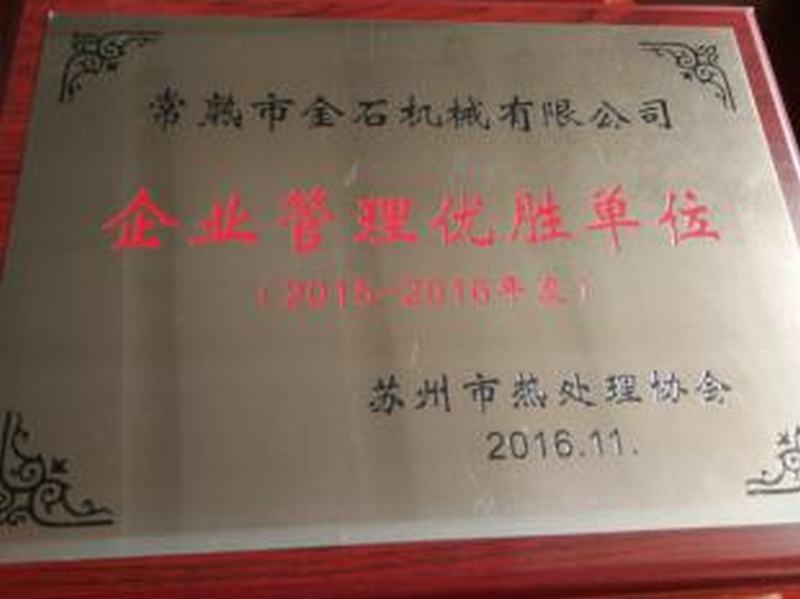 常熟市金石机械有限公司
企业管理优胜单位
（2015-2016年度）
苏州市热处理协会
2016.11.